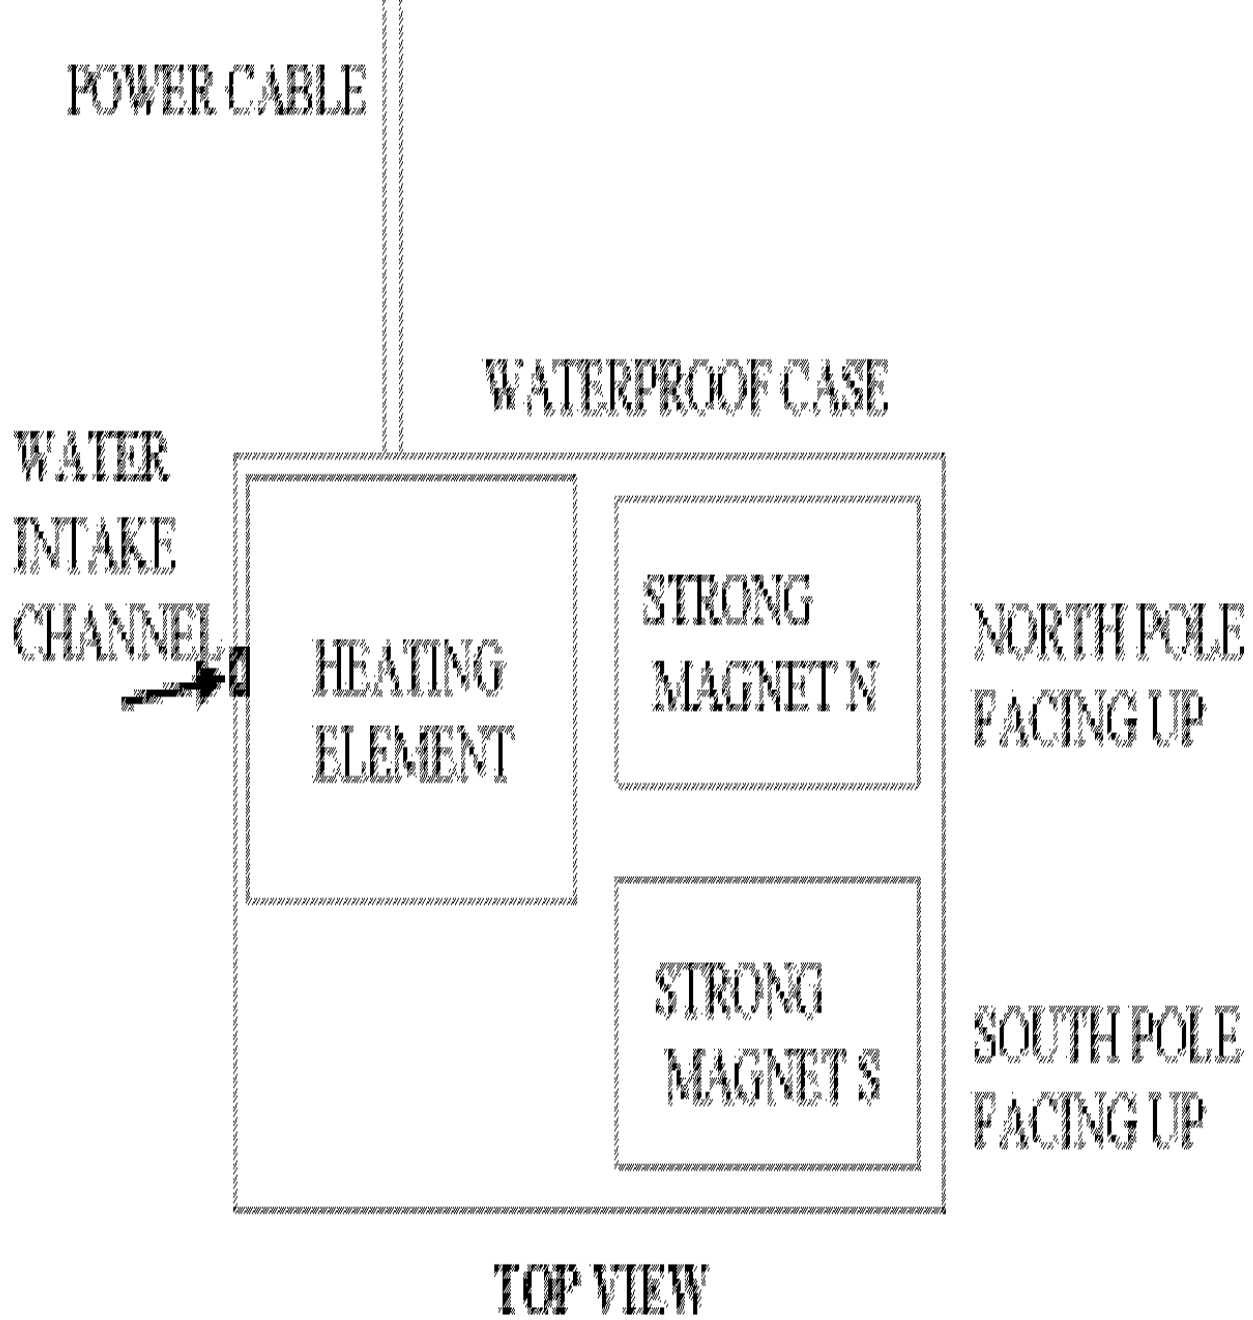 POWER CABLE
WATERPROOF CASE
WATER
INTAKE
CHANNEL
HEATING
ELEMENT
STRONG
MAGNET N
NORTH POLE
FACING UP
STRONG
MAGNET S
SOUTH POLE
FACING UP
TOP VIEW